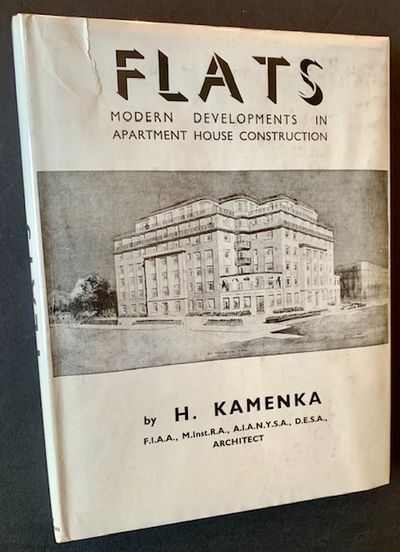 FLATS
MODERN DEVELOPMENTS IN
APARTMENT HOUSE CONSTRUCTION
by H. KAMENKA
F.I.A.A., M.Inst.R.A., A.I.A.N.Y.S.A., D.E.S.A.,
ARCHITECT